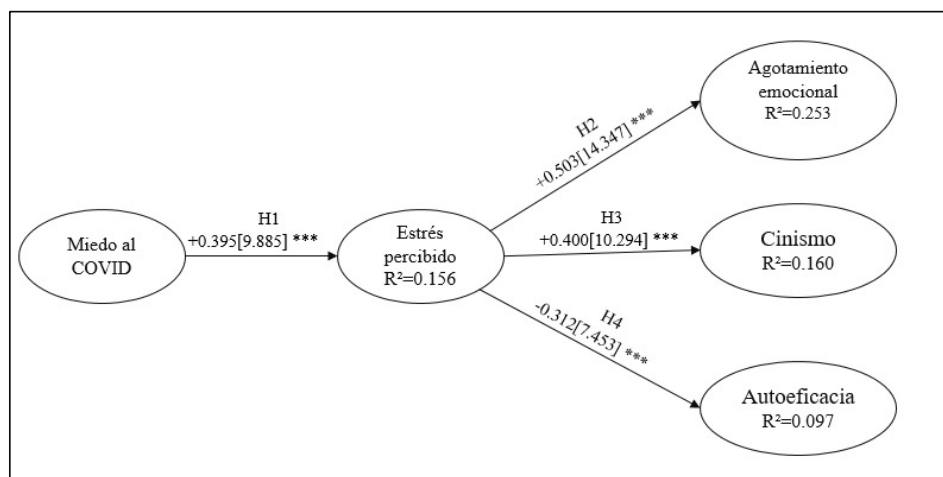 Miedo al
COVID
H1
+0.395[9.885] ***
Estrés
percibido
R²=0.156
H2
+0.503[14.347] ***
H3
+0.400[10.294] ***
H4
-0.312[7.453] ***
Agotamiento
emocional
R²=0.253
Cinismo
R²=0.160
Autoeficacia
R²=0.097